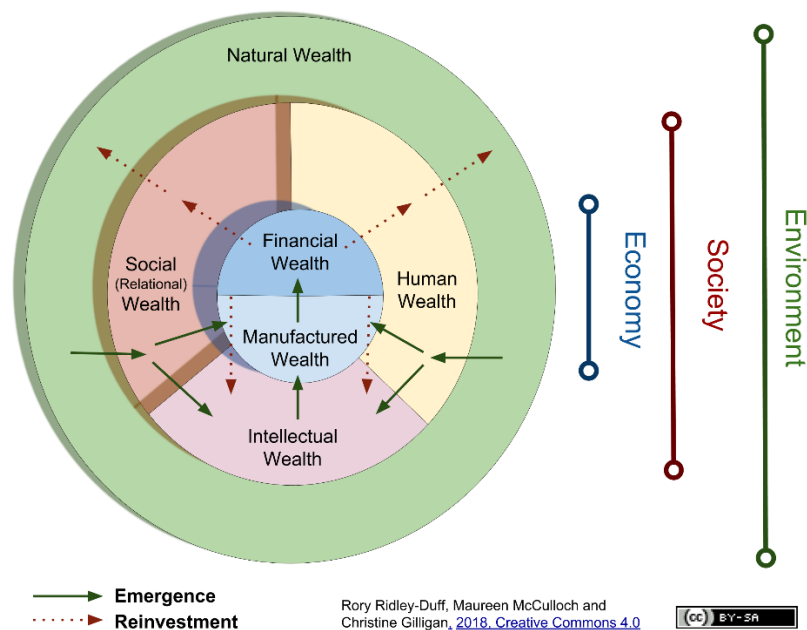 Natural Wealth
Financial
Wealth
Social
(Relational)
Wealth
Human
Wealth
Manufactured
Wealth
Intellectual
Wealth
Economy
Society
Environment
Emergence
Reinvestment
Rory Ridley-Duff, Maureen McCulloch and
Christine Gilligan, 2018, Creative Commons 4.0
cc BY-SA